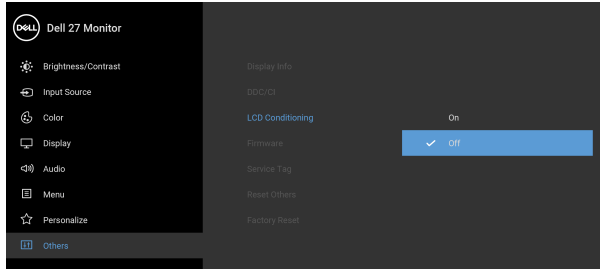 DELL Dell 27 Monitor
Brightness/Contrast
Input Source
Color
Display
Audio
Menu
Personalize
Others
Display Info
DDC/CI
LCD Conditioning
Firmware
Service Tag
Reset Others
Factory Reset
On
Off